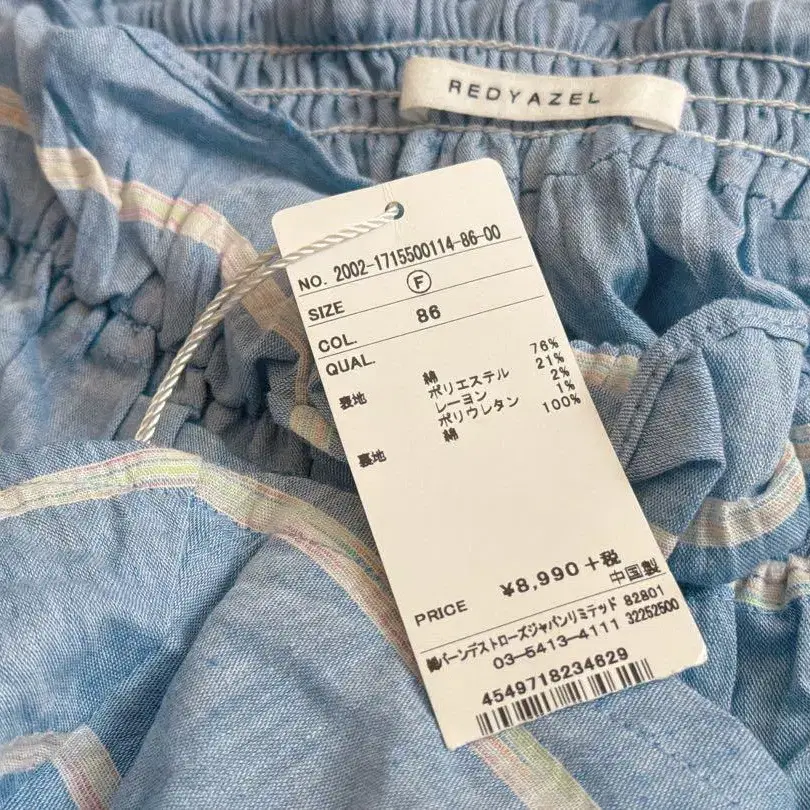 REDYAZEL
NO. 2002-1715500114-86-00
SIZE Ⓕ
COL. 86
QUAL.
表地 綿 76%
ポリエステル 21%
レーヨン 2%
ポリウレタン 1%
裏地 綿 100%
PRICE ¥8,990+税
中国製
㈱バーンデストローズジャパンリミテッド 82801
03-5413-4111 32252500
4549718234629